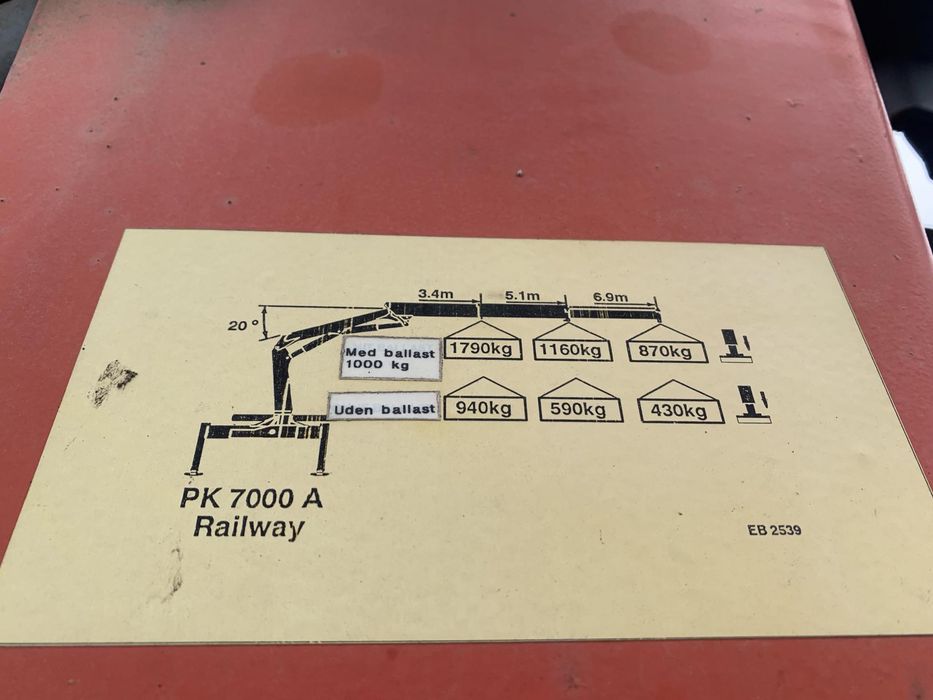 3.4m 5.1m 6.9m
20°
Med ballast
1000 kg
1790kg 1160kg 870kg
Uden ballast 940kg 590kg 430kg
PK 7000 A
Railway
EB 2539